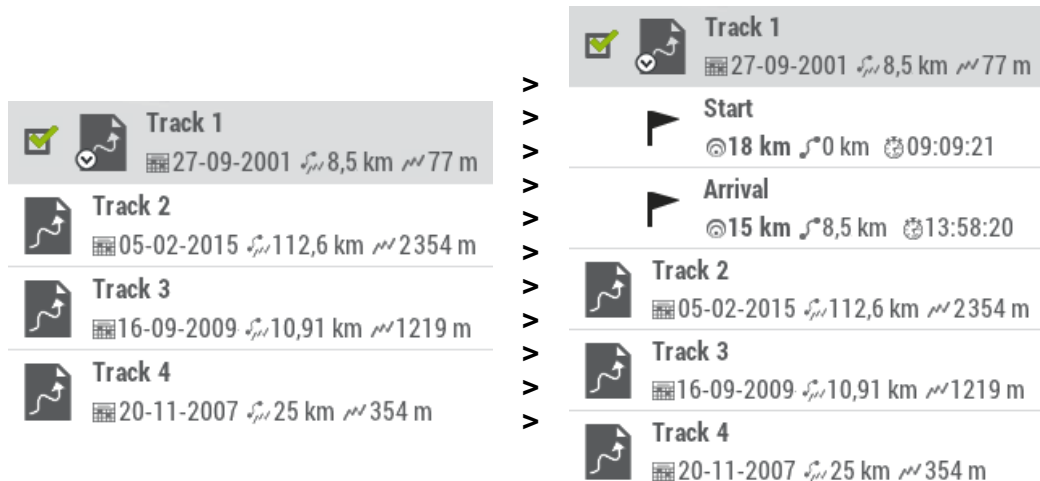 Track 1
27-09-2001 8,5 km 77 m
Track 2
05-02-2015 112,6 km 2354 m
Track 3
16-09-2009 10,91 km 1219 m
Track 4
20-11-2007 25 km 354 m
>
>
>
>
>
>
>
>
>
>
>
Track 1
27-09-2001 8,5 km 77 m
Start
18 km 0 km 09:09:21
Arrival
15 km 8,5 km 13:58:20
Track 2
05-02-2015 112,6 km 2354 m
Track 3
16-09-2009 10,91 km 1219 m
Track 4
20-11-2007 25 km 354 m